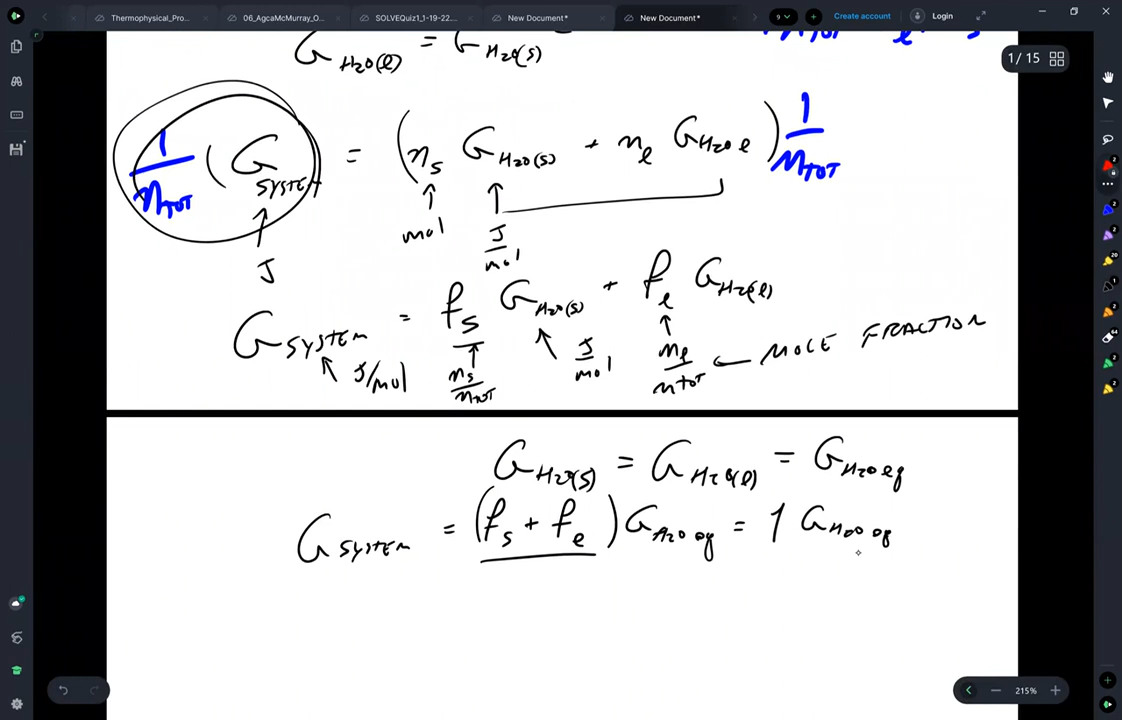 Thermophysical_Pro...
06_AgcaMcMurray_O...
SOLVEQuiz1_1-19-22....
New Document*
New Document*
9
Create account
Login
1 / 15
G H2O(l) = G H2O(s)
1/nTOT (G SYSTEM = (ns G H2O(s) + nl G H2O l) 1/nTOT
J
mol
J/mol
G SYSTEM = fs G H2O(s) + fl G H2(l)
J/mol
ns/nTOT
J/mol
nl/nTOT ← MOLE FRACTION
G H2O(s) = G H2O(l) = G H2O eq
G SYSTEM = (fs + fl) G H2O eq = 1 G H2O eq
215%